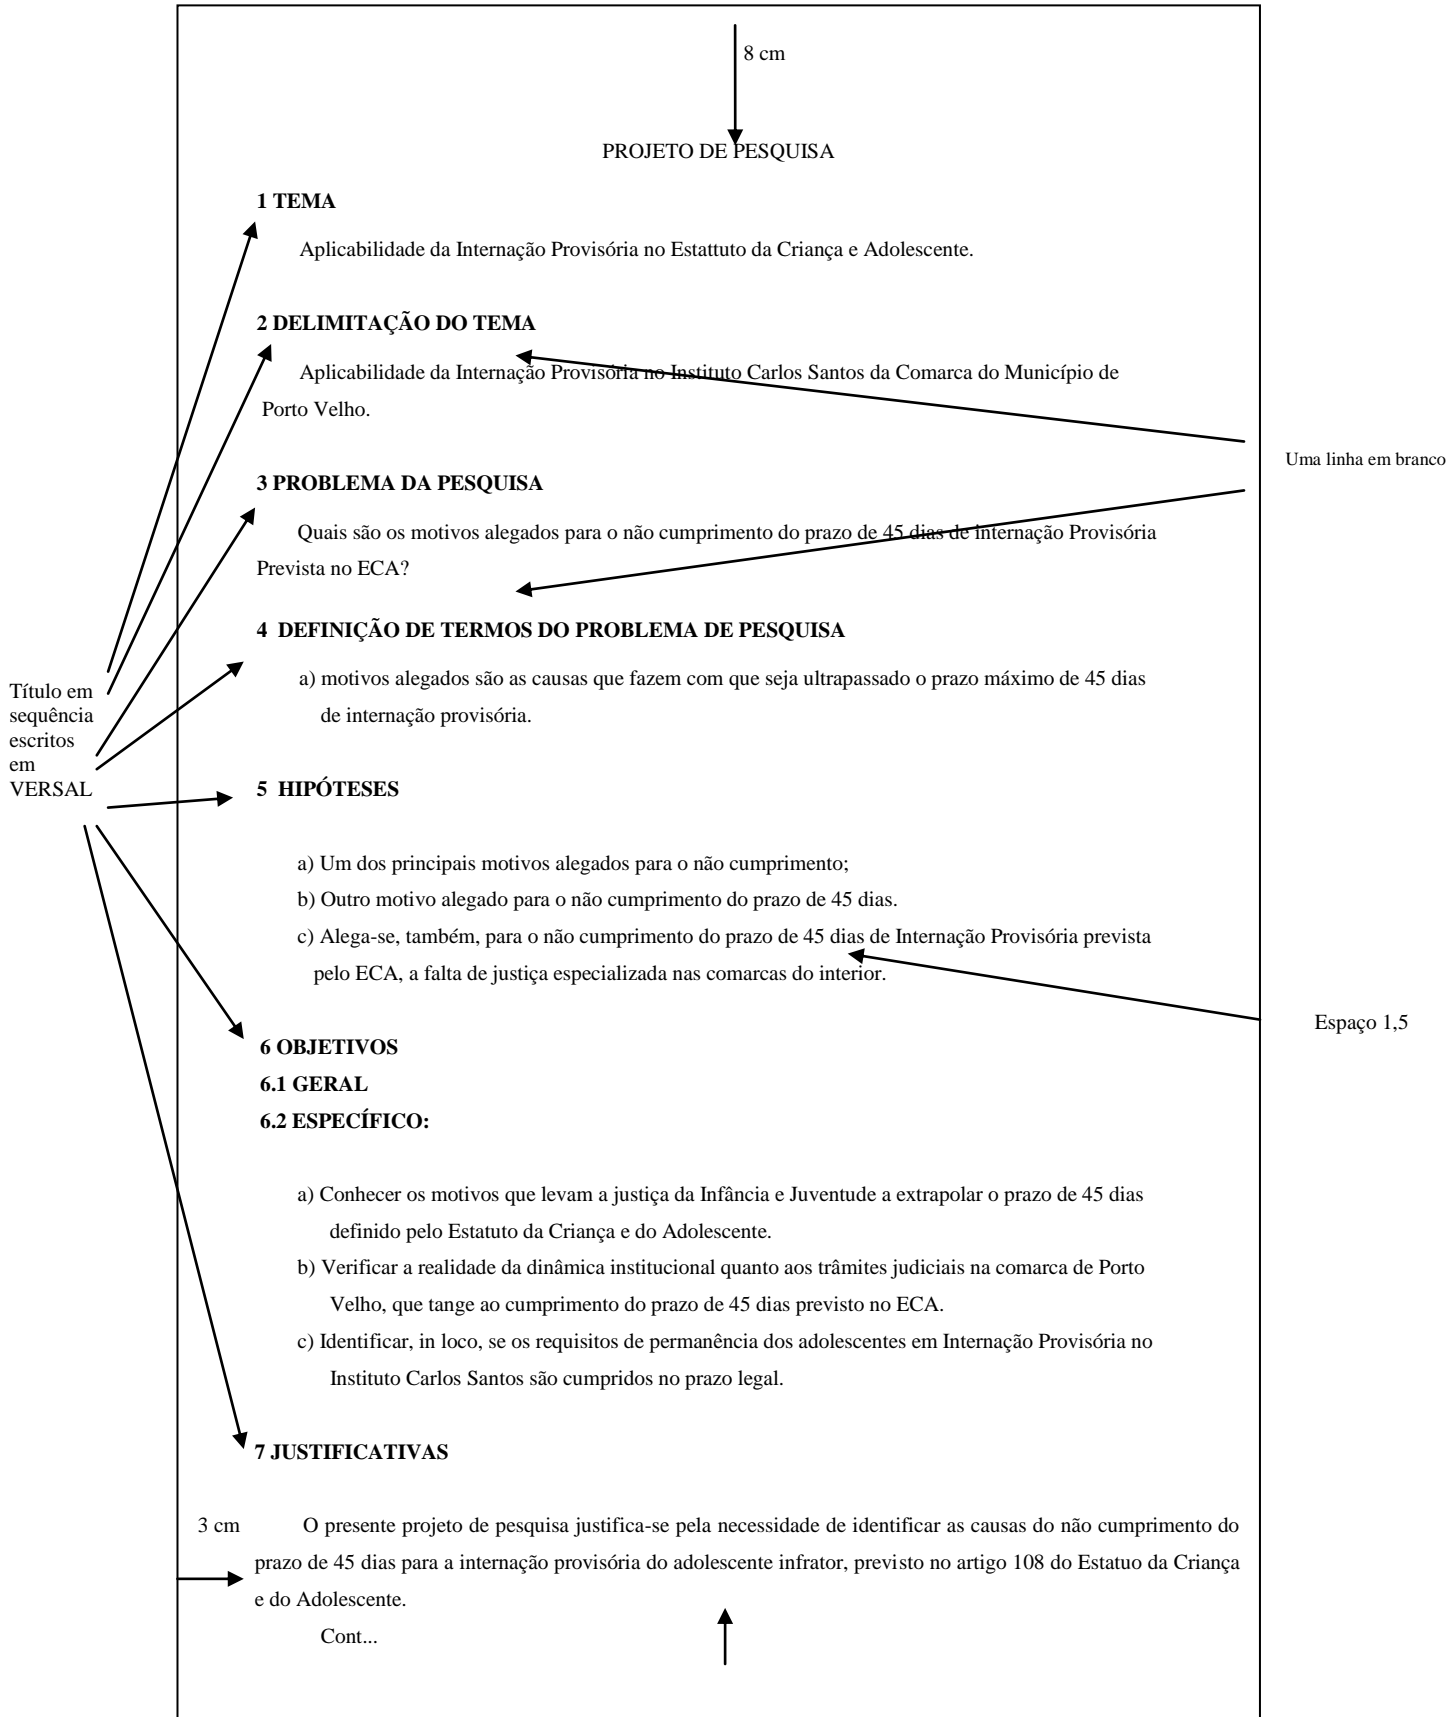 8 cm
PROJETO DE PESQUISA
1 TEMA
Aplicabilidade da Internação Provisória no Estattuto da Criança e Adolescente.
2 DELIMITAÇÃO DO TEMA
Aplicabilidade da Internação Provisória no Instituto Carlos Santos da Comarca do Município de
Porto Velho.
Uma linha em branco
3 PROBLEMA DA PESQUISA
Quais são os motivos alegados para o não cumprimento do prazo de 45 dias de internação Provisória
Prevista no ECA?
4 DEFINIÇÃO DE TERMOS DO PROBLEMA DE PESQUISA
a) motivos alegados são as causas que fazem com que seja ultrapassado o prazo máximo de 45 dias
de internação provisória.
Título em
sequência
escritos
em
VERSAL
5 HIPÓTESES
a) Um dos principais motivos alegados para o não cumprimento;
b) Outro motivo alegado para o não cumprimento do prazo de 45 dias.
c) Alega-se, também, para o não cumprimento do prazo de 45 dias de Internação Provisória prevista
pelo ECA, a falta de justiça especializada nas comarcas do interior.
Espaço 1,5
6 OBJETIVOS
6.1 GERAL
6.2 ESPECÍFICO:
a) Conhecer os motivos que levam a justiça da Infância e Juventude a extrapolar o prazo de 45 dias
definido pelo Estatuto da Criança e do Adolescente.
b) Verificar a realidade da dinâmica institucional quanto aos trâmites judiciais na comarca de Porto
Velho, que tange ao cumprimento do prazo de 45 dias previsto no ECA.
c) Identificar, in loco, se os requisitos de permanência dos adolescentes em Internação Provisória no
Instituto Carlos Santos são cumpridos no prazo legal.
7 JUSTIFICATIVAS
3 cm
O presente projeto de pesquisa justifica-se pela necessidade de identificar as causas do não cumprimento do
prazo de 45 dias para a internação provisória do adolescente infrator, previsto no artigo 108 do Estatuo da Criança
e do Adolescente.
Cont...